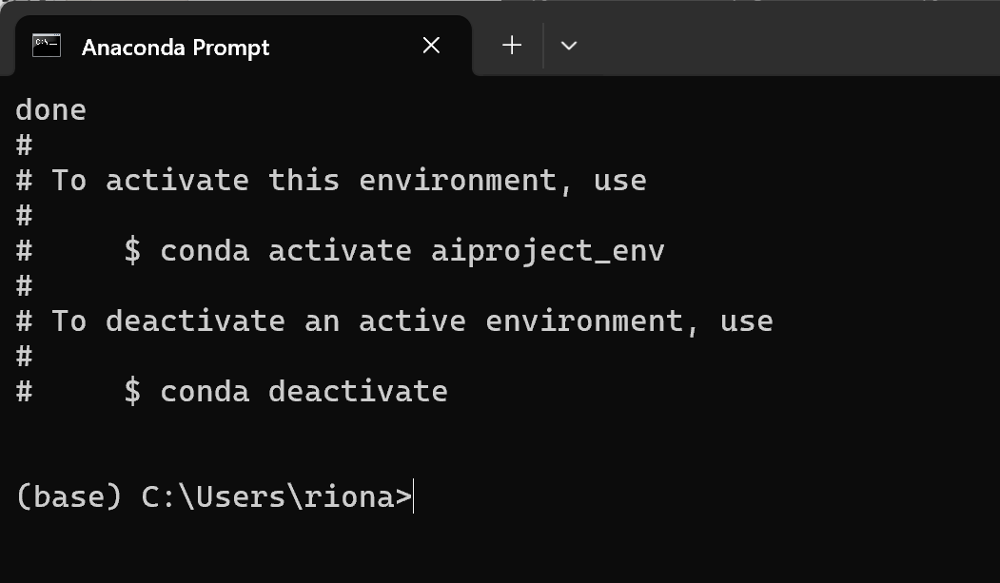 Anaconda Prompt
done
#
# To activate this environment, use
#
#     $ conda activate aiproject_env
#
# To deactivate an active environment, use
#
#     $ conda deactivate
(base) C:\Users\riona>